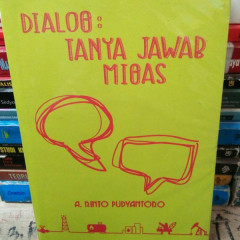 DIALOG:
TANYA JAWAB
MIGAS
A. RINTO PUDYANTORO